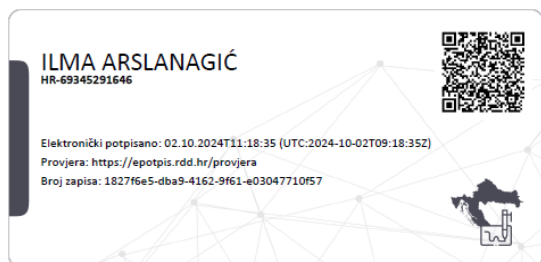 ILMA ARSLANAGIĆ
HR-69345291646
Elektronički potpisano: 02.10.2024T11:18:35 (UTC:2024-10-02T09:18:35Z)
Provjera: https://epotpis.rdd.hr/provjera
Broj zapisa: 1827f6e5-dba9-4162-9f61-e03047710f57